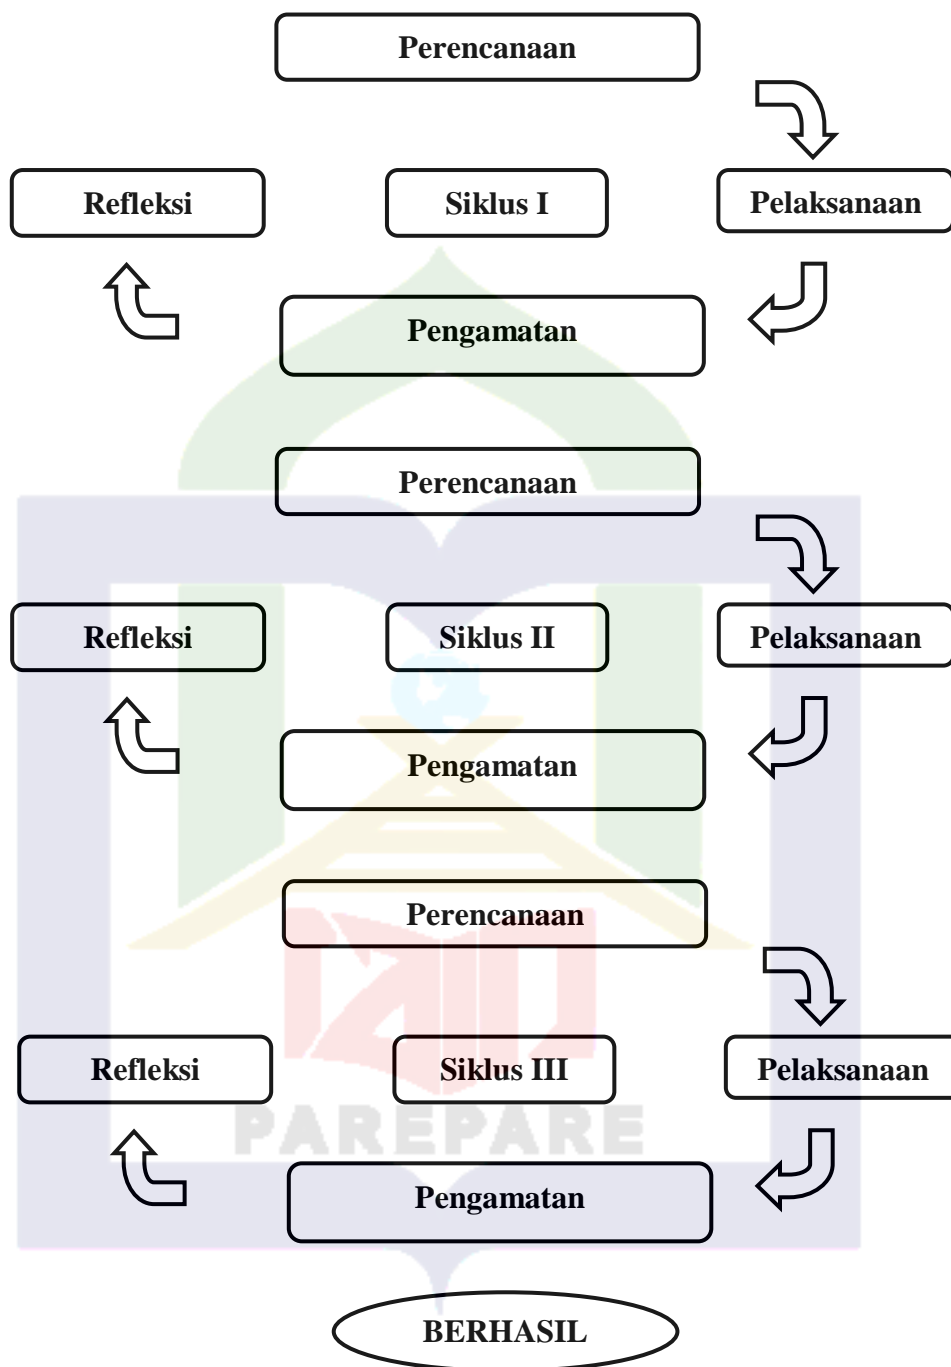 Perencanaan
Refleksi
Siklus I
Pelaksanaan
Pengamatan
Perencanaan
Refleksi
Siklus II
Pelaksanaan
Pengamatan
Perencanaan
Refleksi
Siklus III
Pelaksanaan
PAREPARE
Pengamatan
BERHASIL